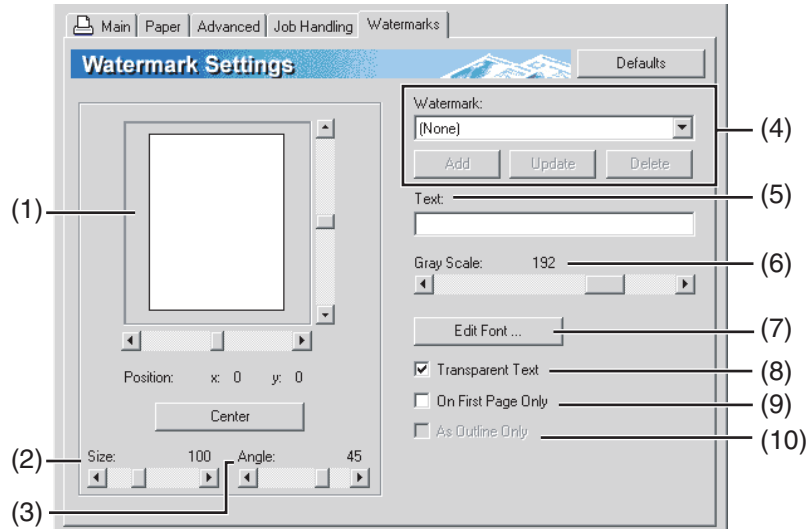 Main Paper Advanced Job Handling Watermarks
Watermark Settings Defaults
Watermark:
(None) (4)
Add Update Delete
(1) Text: (5)
Gray Scale: 192 (6)
Edit Font ... (7)
Position: x: 0 y: 0 Transparent Text (8)
Center On First Page Only (9)
As Outline Only (10)
(2) Size: 100 Angle: 45
(3)